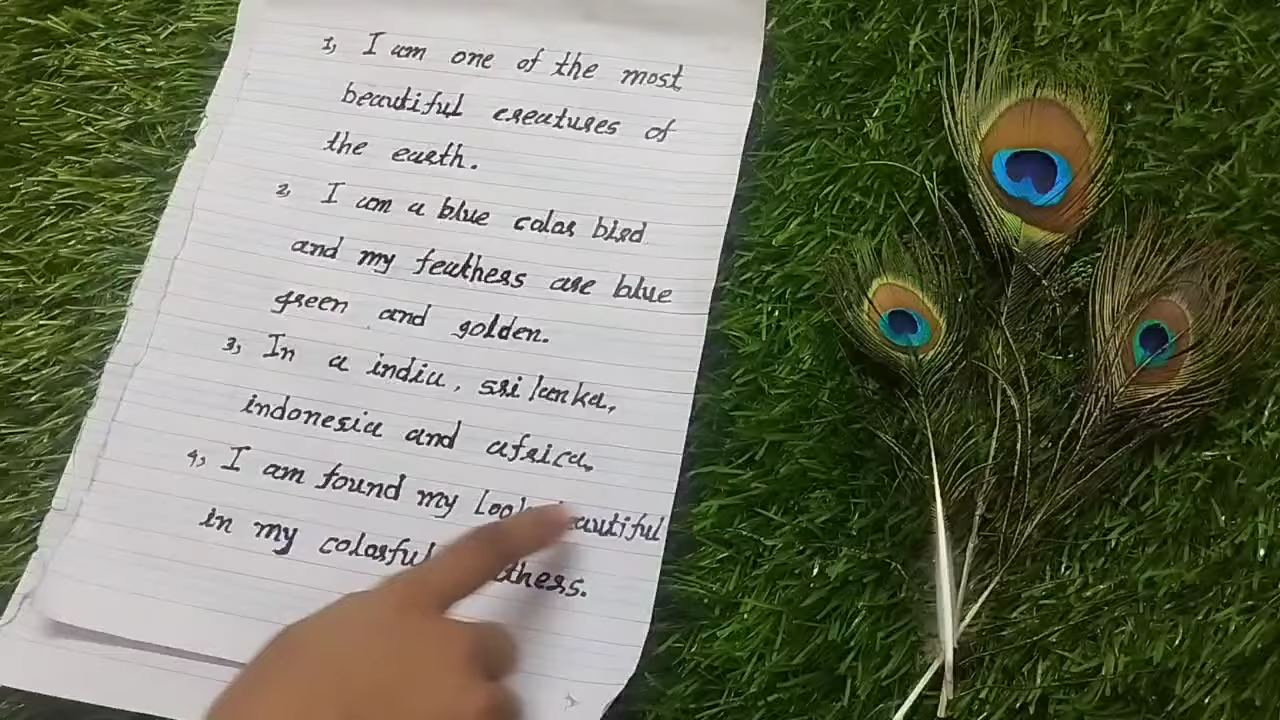 1, I am one of the most
beautiful creatures of
the earth.
2, I am a blue color bird
and my feathers are blue
green and golden.
3, In a india, sri lanka,
indonesia and africa,
4, I am found my beautiful
in my colorful